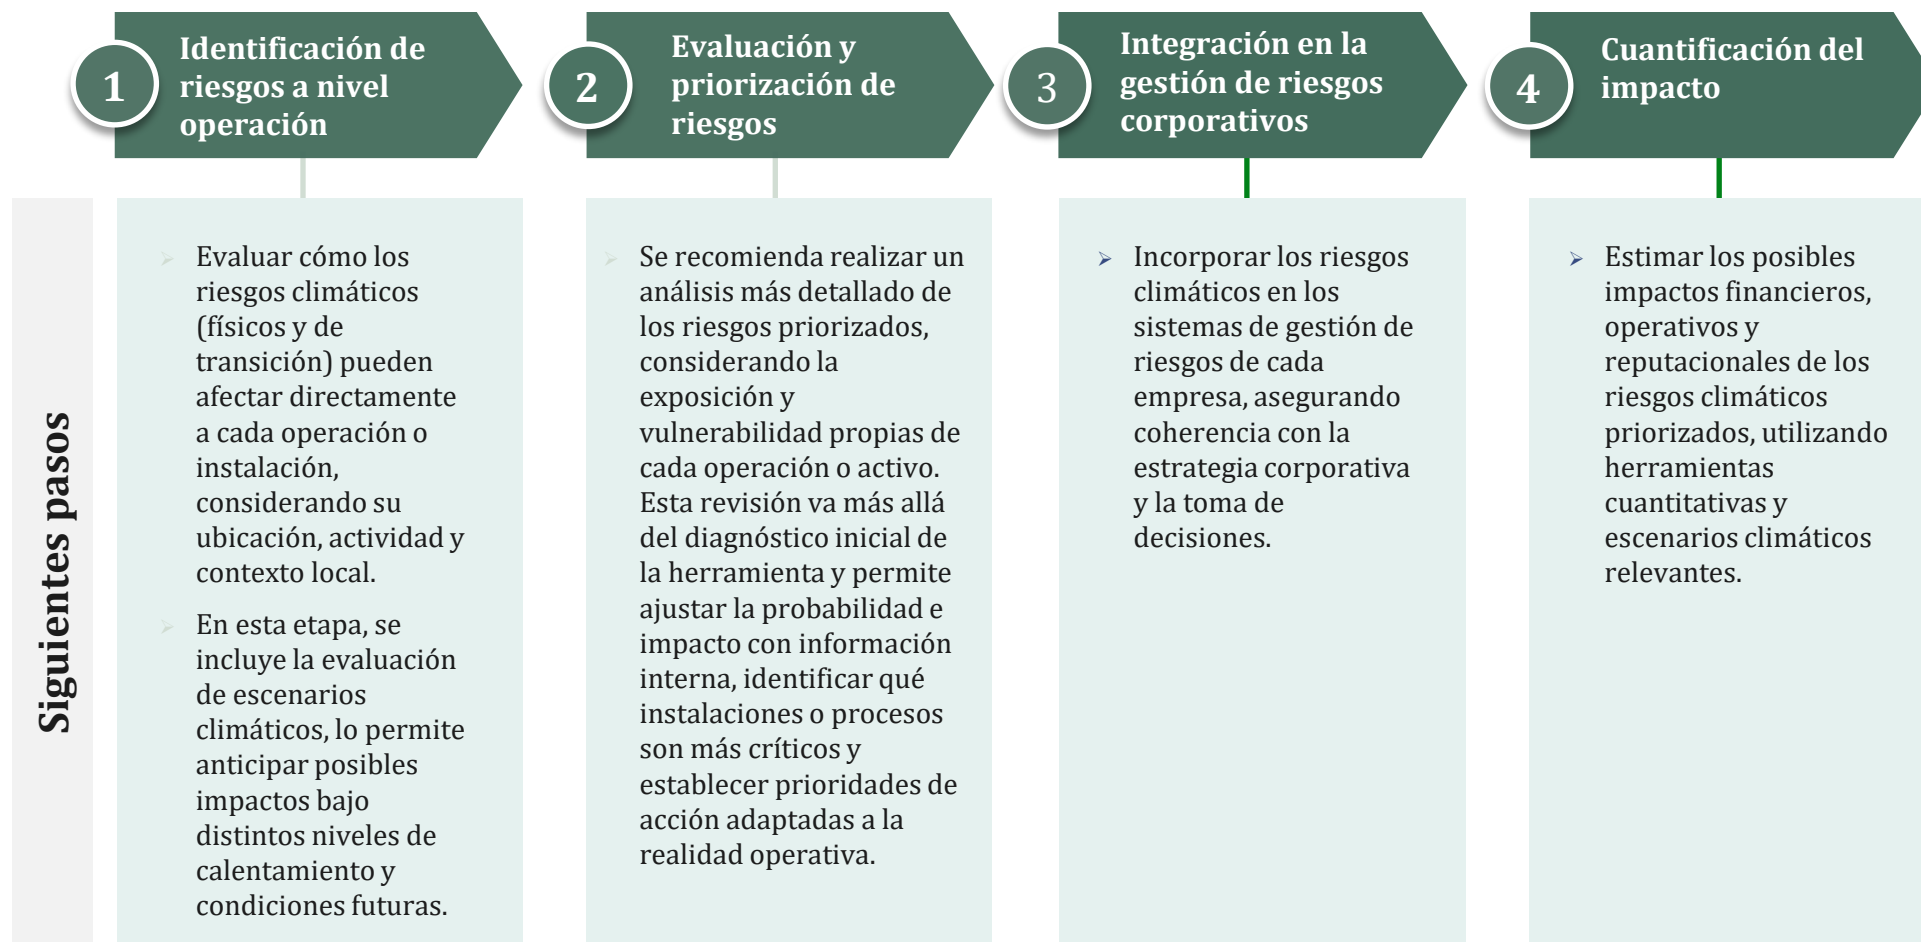 1
Identificación de
riesgos a nivel
operación
2
Evaluación y
priorización de
riesgos
3
Integración en la
gestión de riesgos
corporativos
4
Cuantificación del
impacto
Siguientes pasos
Evaluar cómo los
riesgos climáticos
(físicos y de
transición) pueden
afectar directamente
a cada operación o
instalación,
considerando su
ubicación, actividad y
contexto local.
En esta etapa, se
incluye la evaluación
de escenarios
climáticos, lo permite
anticipar posibles
impactos bajo
distintos niveles de
calentamiento y
condiciones futuras.
Se recomienda realizar un
análisis más detallado de
los riesgos priorizados,
considerando la
exposición y
vulnerabilidad propias de
cada operación o activo.
Esta revisión va más allá
del diagnóstico inicial de
la herramienta y permite
ajustar la probabilidad e
impacto con información
interna, identificar qué
instalaciones o procesos
son más críticos y
establecer prioridades de
acción adaptadas a la
realidad operativa.
Incorporar los riesgos
climáticos en los
sistemas de gestión de
riesgos de cada
empresa, asegurando
coherencia con la
estrategia corporativa
y la toma de
decisiones.
Estimar los posibles
impactos financieros,
operativos y
reputacionales de los
riesgos climáticos
priorizados, utilizando
herramientas
cuantitativas y
escenarios climáticos
relevantes.